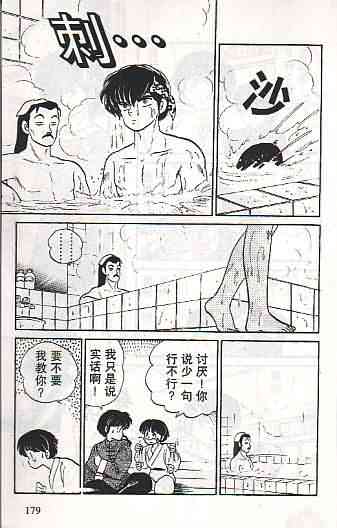 沙
刺...
………
………
讨厌！你
说少一句
行不行？
我只是说
实话啊！
要不要
我教你？
179